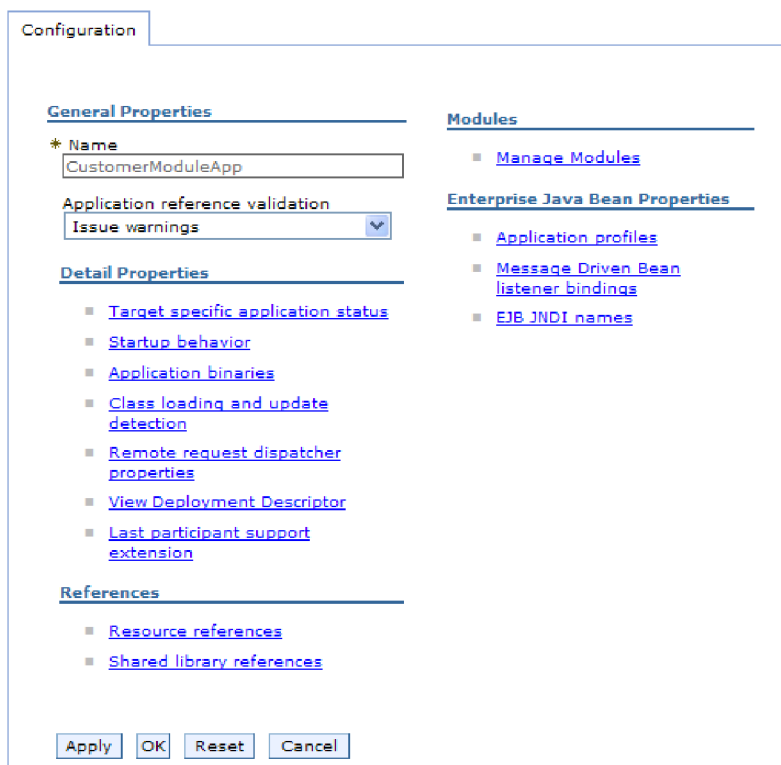 Configuration
General Properties
* Name
CustomerModuleApp
Application reference validation
Issue warnings
Detail Properties
Target specific application status
Startup behavior
Application binaries
Class loading and update
detection
Remote request dispatcher
properties
View Deployment Descriptor
Last participant support
extension
References
Resource references
Shared library references
Modules
Manage Modules
Enterprise Java Bean Properties
Application profiles
Message Driven Bean
listener bindings
EJB JNDI names
Apply OK Reset Cancel